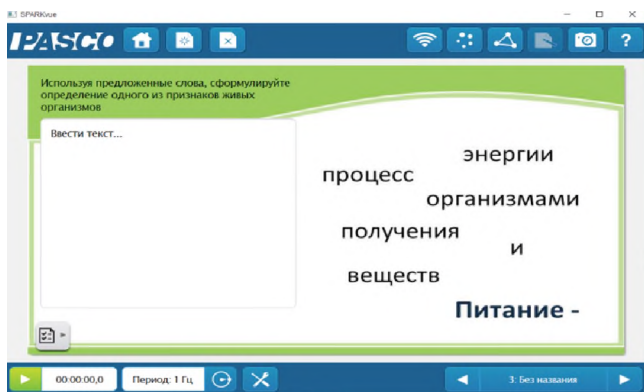 SPARKvue
PASCO
?
Используя предложенные слова, сформулируйте
определение одного из признаков живых
организмов
Ввести текст...
энергии
процесс
организмами
получения
и
веществ
Питание -
00:00:00,0
Период: 1 Гц
3: Без названия